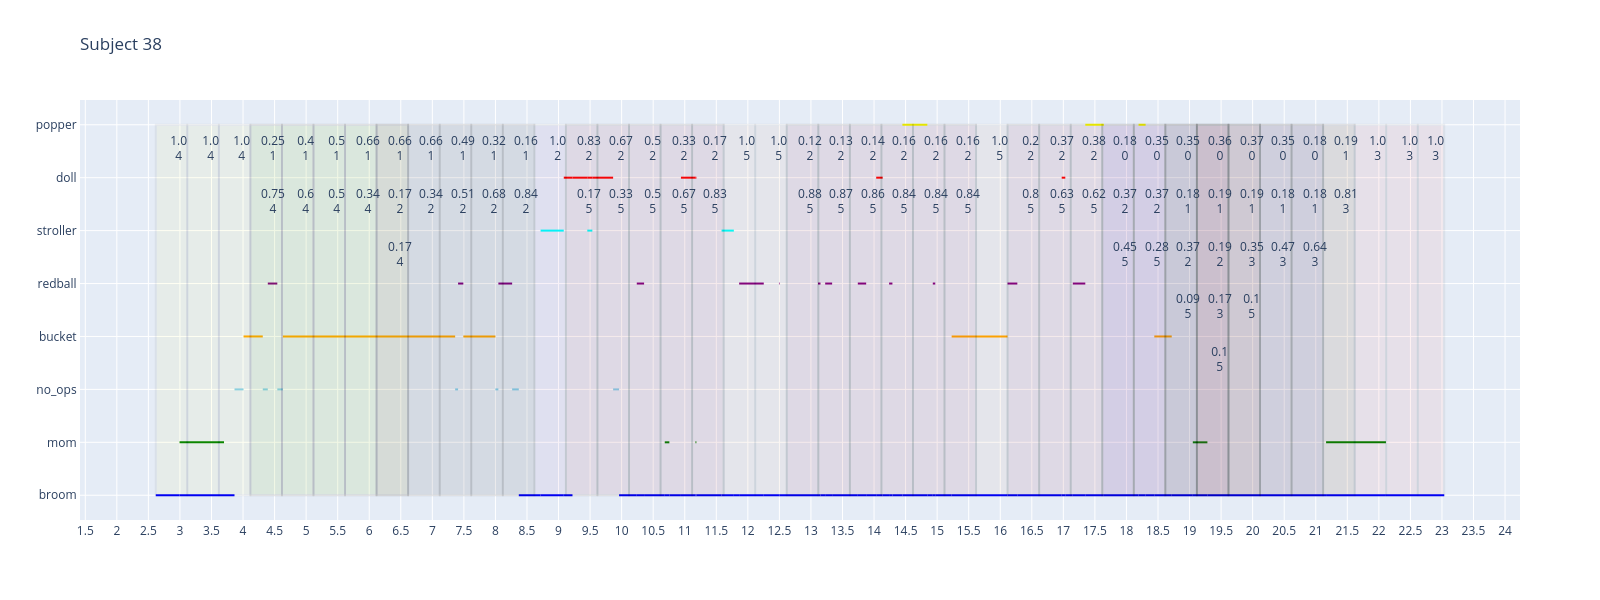 Subject 38
popper
1.0 1.0 1.0 0.25 0.4 0.5 0.66 0.66 0.66 0.49 0.32 0.16 1.0 0.83 0.67 0.5 0.33 0.17 1.0 1.0 0.12 0.13 0.14 0.16 0.16 0.16 1.0 0.2 0.37 0.38 0.18 0.35 0.35 0.36 0.37 0.35 0.18 0.19 1.0 1.0 1.0
4 4 4 1 1 1 1 1 1 1 1 1 2 2 2 2 2 2 5 5 2 2 2 2 2 2 5 2 2 2 0 0 0 0 0 0 0 1 3 3 3
doll
0.75 0.6 0.5 0.34 0.17 0.34 0.51 0.68 0.84 0.17 0.33 0.5 0.67 0.83 0.88 0.87 0.86 0.84 0.84 0.84 0.8 0.63 0.62 0.37 0.37 0.18 0.19 0.19 0.18 0.18 0.81
4 4 4 4 2 2 2 2 2 5 5 5 5 5 5 5 5 5 5 5 5 5 5 2 2 1 1 1 1 1 3
stroller
0.17 0.45 0.28 0.37 0.19 0.35 0.47 0.64
4 5 5 2 2 3 3 3
redball
0.09 0.17 0.1
5 3 5
bucket
0.1
5
no_ops
mom
broom
1.5 2 2.5 3 3.5 4 4.5 5 5.5 6 6.5 7 7.5 8 8.5 9 9.5 10 10.5 11 11.5 12 12.5 13 13.5 14 14.5 15 15.5 16 16.5 17 17.5 18 18.5 19 19.5 20 20.5 21 21.5 22 22.5 23 23.5 24